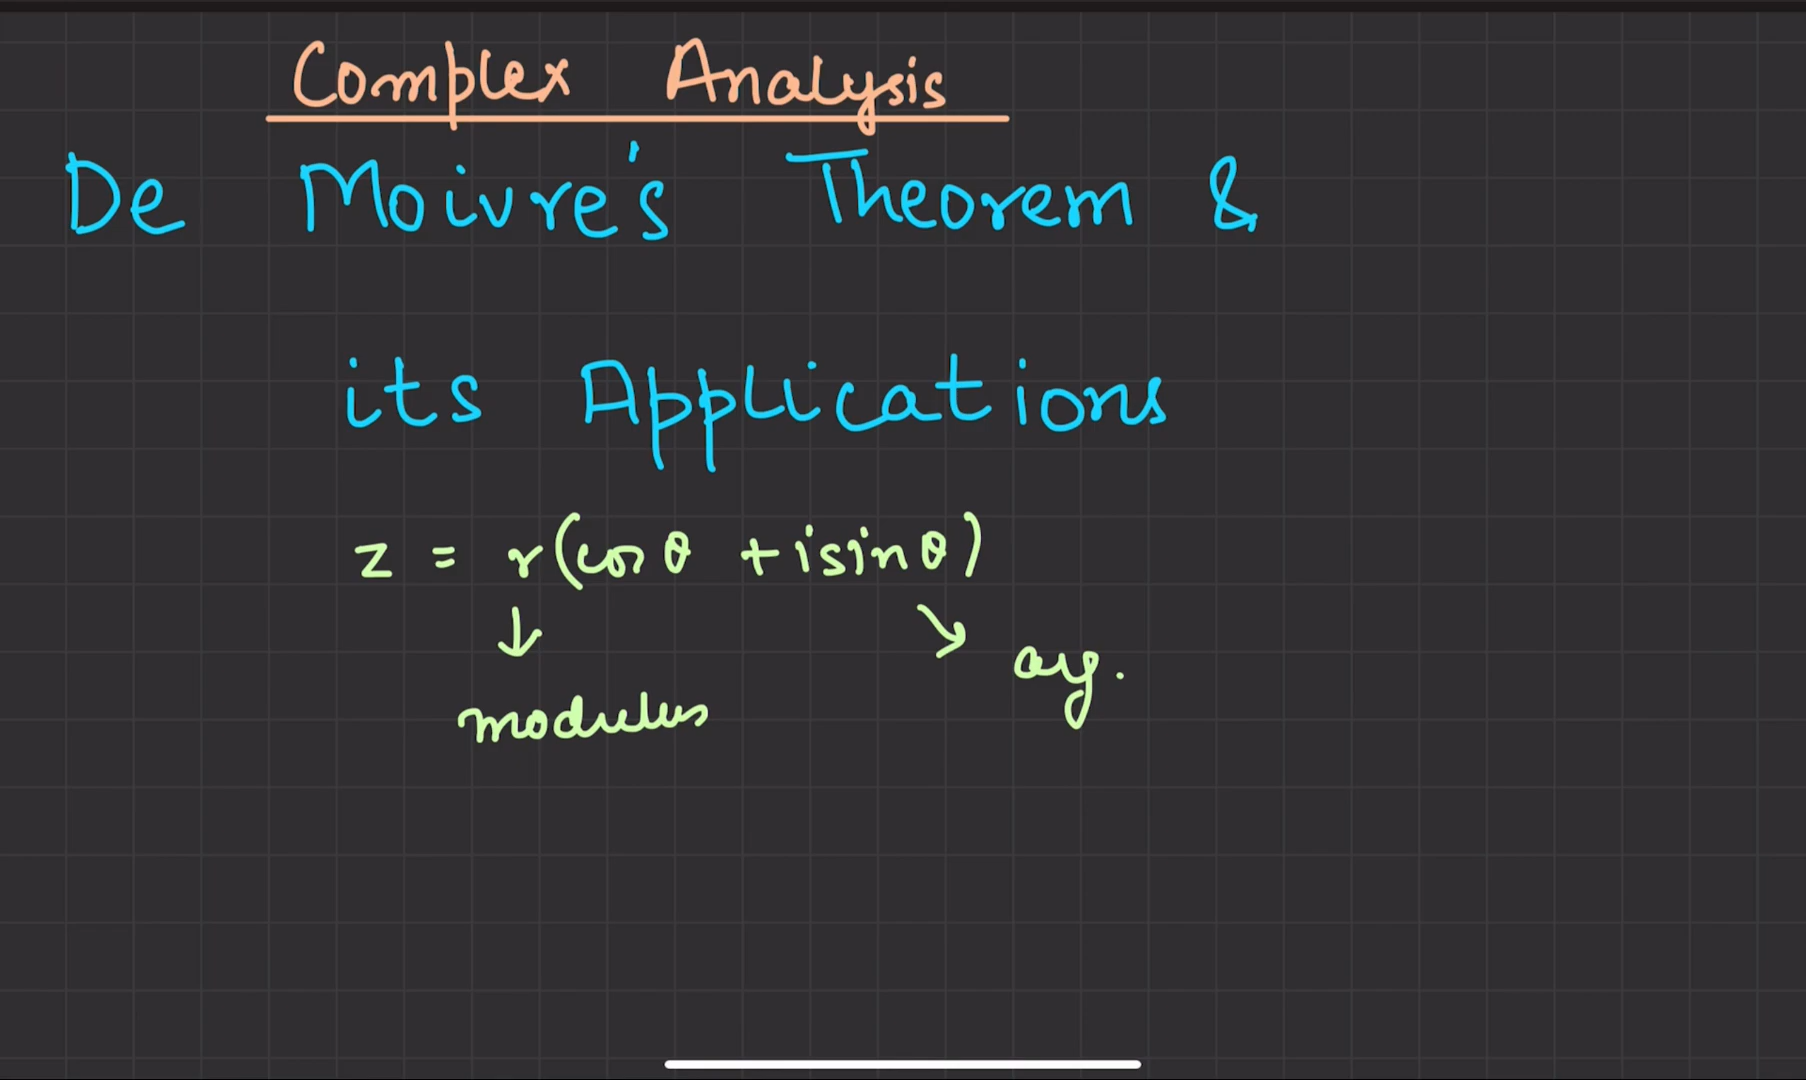 Complex Analysis
De Moivre's Theorem &
its Applications
z = r(cos θ + i sin θ)
modulus
arg.